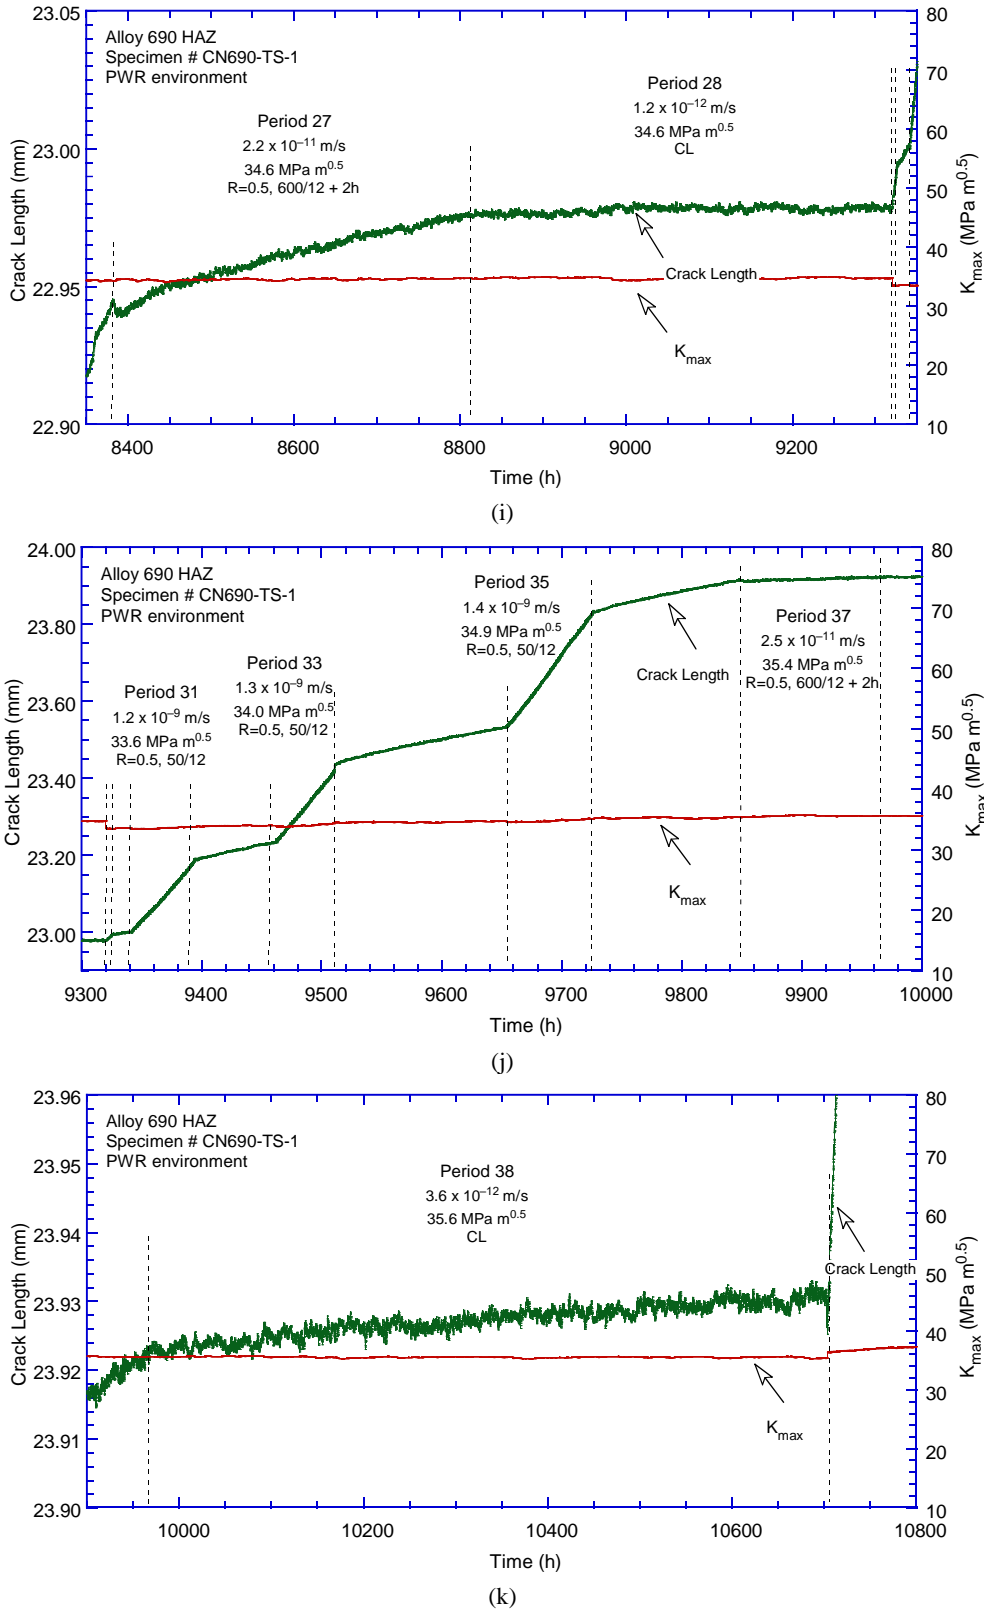 23.05
23.00
22.95
22.90
Crack Length (mm)
Alloy 690 HAZ
Specimen # CN690-TS-1
PWR environment
Period 27
2.2 x 10⁻¹¹ m/s
34.6 MPa m⁰·⁵
R=0.5, 600/12 + 2h
Period 28
1.2 x 10⁻¹² m/s
34.6 MPa m⁰·⁵
CL
Crack Length
Kmax
80
70
60
50
40
30
20
10
Kmax (MPa m⁰·⁵)
8400 8600 8800 9000 9200
Time (h)
(i)
24.00
23.80
23.60
23.40
23.20
23.00
Crack Length (mm)
Alloy 690 HAZ
Specimen # CN690-TS-1
PWR environment
Period 31
1.2 x 10⁻⁹ m/s
33.6 MPa m⁰·⁵
R=0.5, 50/12
Period 33
1.3 x 10⁻⁹ m/s
34.0 MPa m⁰·⁵
R=0.5, 50/12
Period 35
1.4 x 10⁻⁹ m/s
34.9 MPa m⁰·⁵
R=0.5, 50/12
Crack Length
Period 37
2.5 x 10⁻¹¹ m/s
35.4 MPa m⁰·⁵
R=0.5, 600/12 + 2h
Kmax
80
70
60
50
40
30
20
10
Kmax (MPa m⁰·⁵)
9300 9400 9500 9600 9700 9800 9900 10000
Time (h)
(j)
23.96
23.95
23.94
23.93
23.92
23.91
23.90
Crack Length (mm)
Alloy 690 HAZ
Specimen # CN690-TS-1
PWR environment
Period 38
3.6 x 10⁻¹² m/s
35.6 MPa m⁰·⁵
CL
Crack Length
Kmax
80
70
60
50
40
30
20
10
Kmax (MPa m⁰·⁵)
10000 10200 10400 10600 10800
Time (h)
(k)